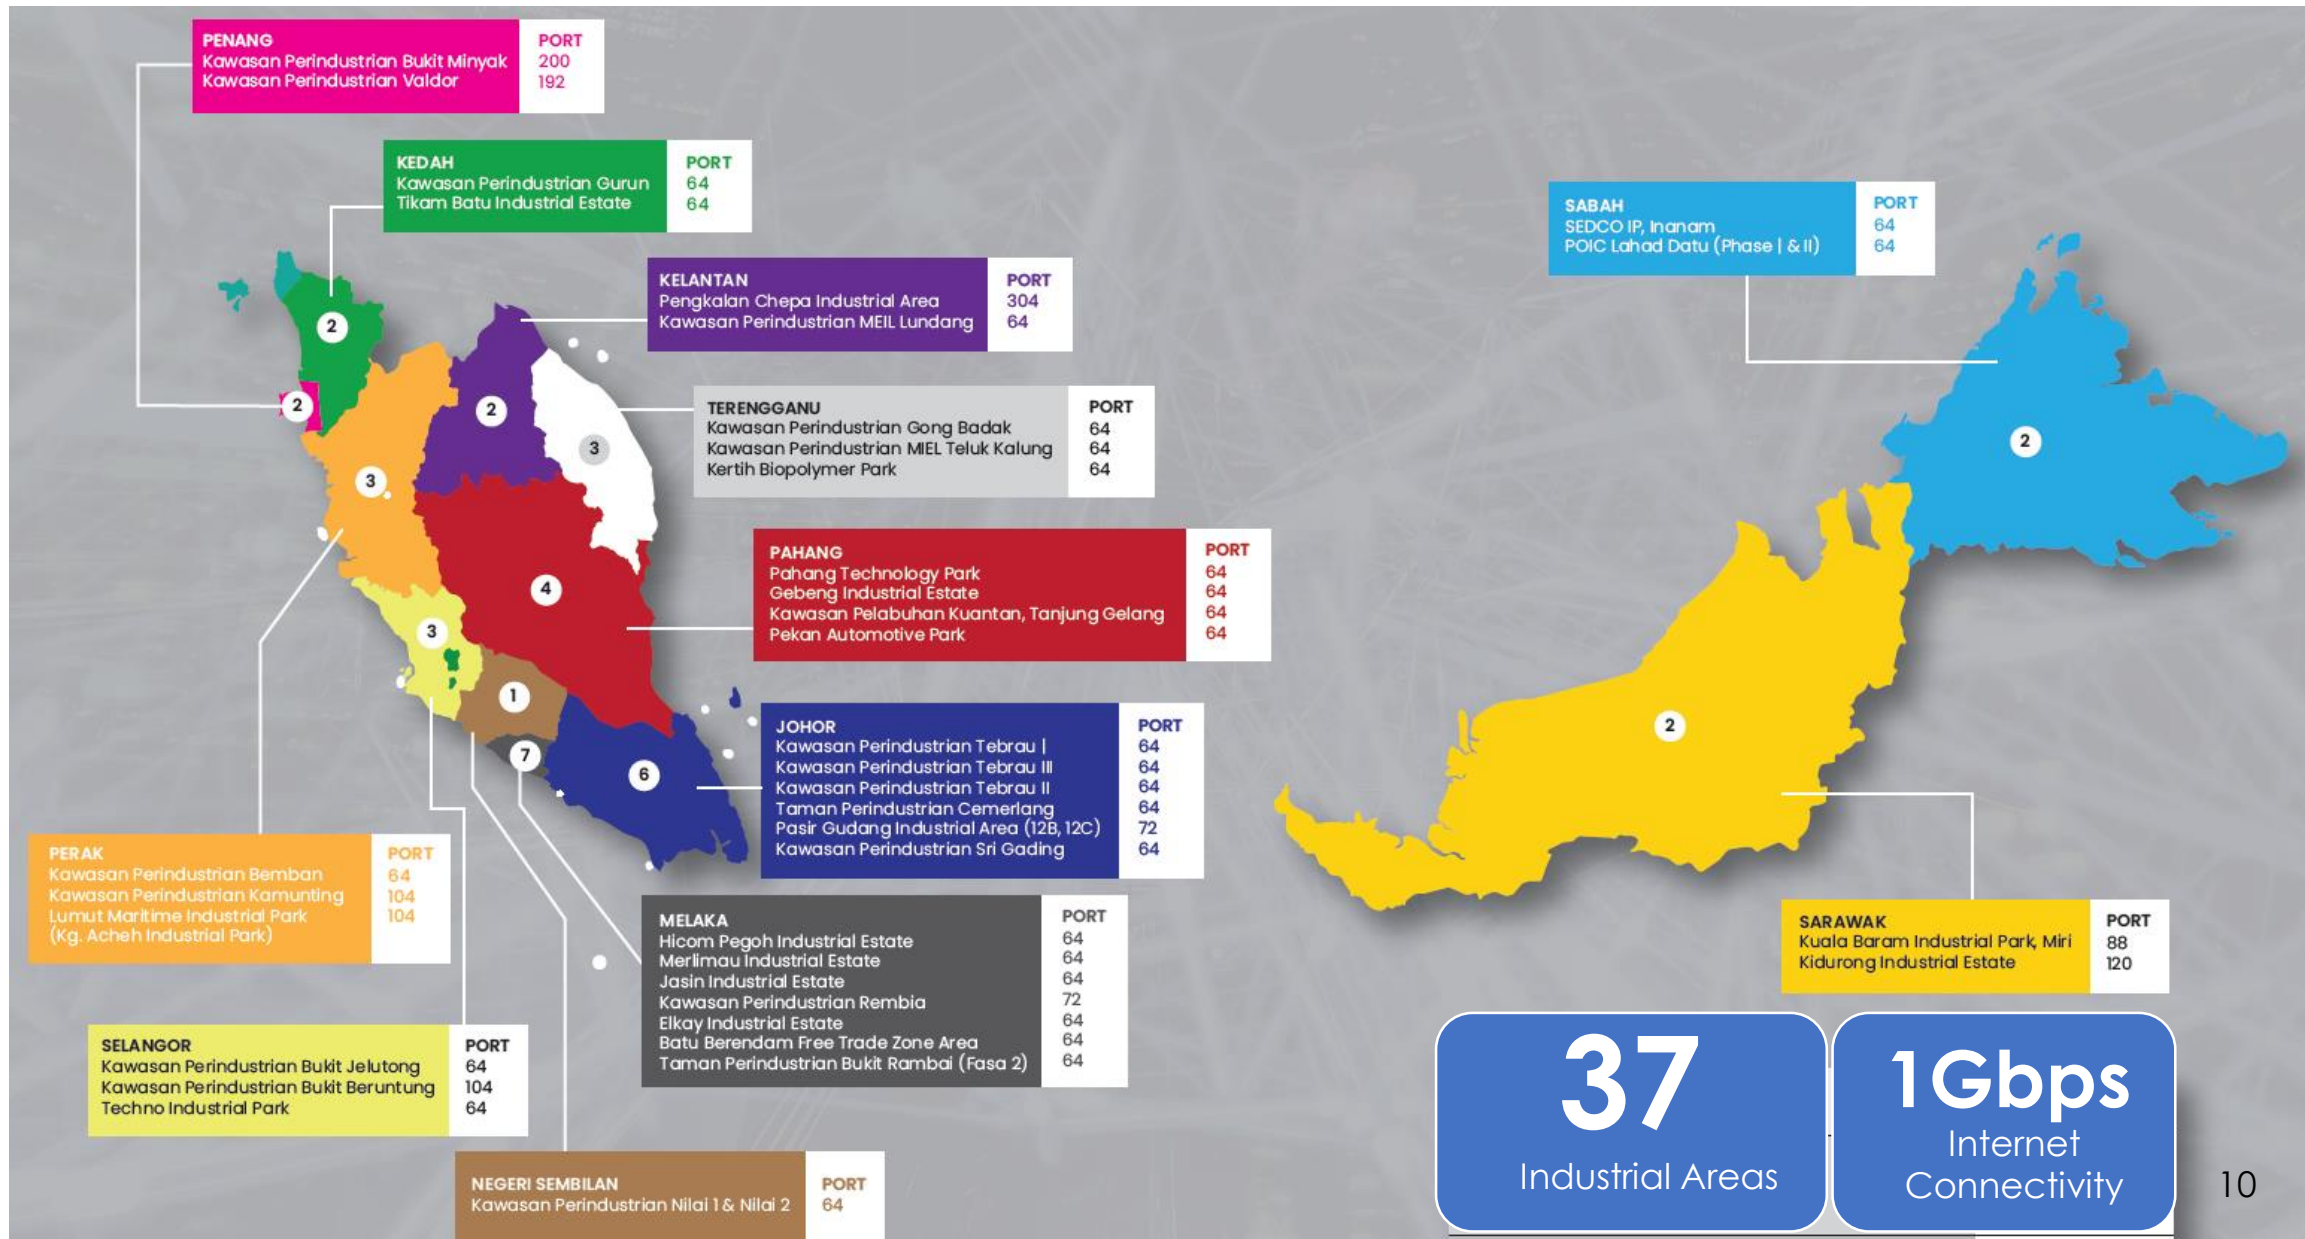 PENANG PORT
Kawasan Perindustrian Bukit Minyak 200
Kawasan Perindustrian Valdor 192
KEDAH PORT
Kawasan Perindustrian Gurun 64
Tikam Batu Industrial Estate 64
KELANTAN PORT
Pengkalan Chepa Industrial Area 304
Kawasan Perindustrian MEIL Lundang 64
TERENGGANU PORT
Kawasan Perindustrian Gong Badak 64
Kawasan Perindustrian MIEL Teluk Kalung 64
Kertih Biopolymer Park 64
PAHANG PORT
Pahang Technology Park 64
Gebeng Industrial Estate 64
Kawasan Pelabuhan Kuantan, Tanjung Gelang 64
Pekan Automotive Park 64
JOHOR PORT
Kawasan Perindustrian Tebrau | 64
Kawasan Perindustrian Tebrau III 64
Kawasan Perindustrian Tebrau II 64
Taman Perindustrian Cemerlang 64
Pasir Gudang Industrial Area (12B, 12C) 72
Kawasan Perindustrian Sri Gading 64
MELAKA PORT
Hicom Pegoh Industrial Estate 64
Merlimau Industrial Estate 64
Jasin Industrial Estate 64
Kawasan Perindustrian Rembia 72
Elkay Industrial Estate 64
Batu Berendam Free Trade Zone Area 64
Taman Perindustrian Bukit Rambai (Fasa 2) 64
PERAK PORT
Kawasan Perindustrian Bemban 64
Kawasan Perindustrian Kamunting 104
Lumut Maritime Industrial Park 104
(Kg. Acheh Industrial Park)
SELANGOR PORT
Kawasan Perindustrian Bukit Jelutong 64
Kawasan Perindustrian Bukit Beruntung 104
Techno Industrial Park 64
NEGERI SEMBILAN PORT
Kawasan Perindustrian Nilai 1 & Nilai 2 64
2
2
2
3
3
4
3
1
7
6
SABAH PORT
SEDCO IP, Inanam 64
POIC Lahad Datu (Phase | & II) 64
2
2
SARAWAK PORT
Kuala Baram Industrial Park, Miri 88
Kidurong Industrial Estate 120
37
Industrial Areas
1Gbps
Internet
Connectivity
10